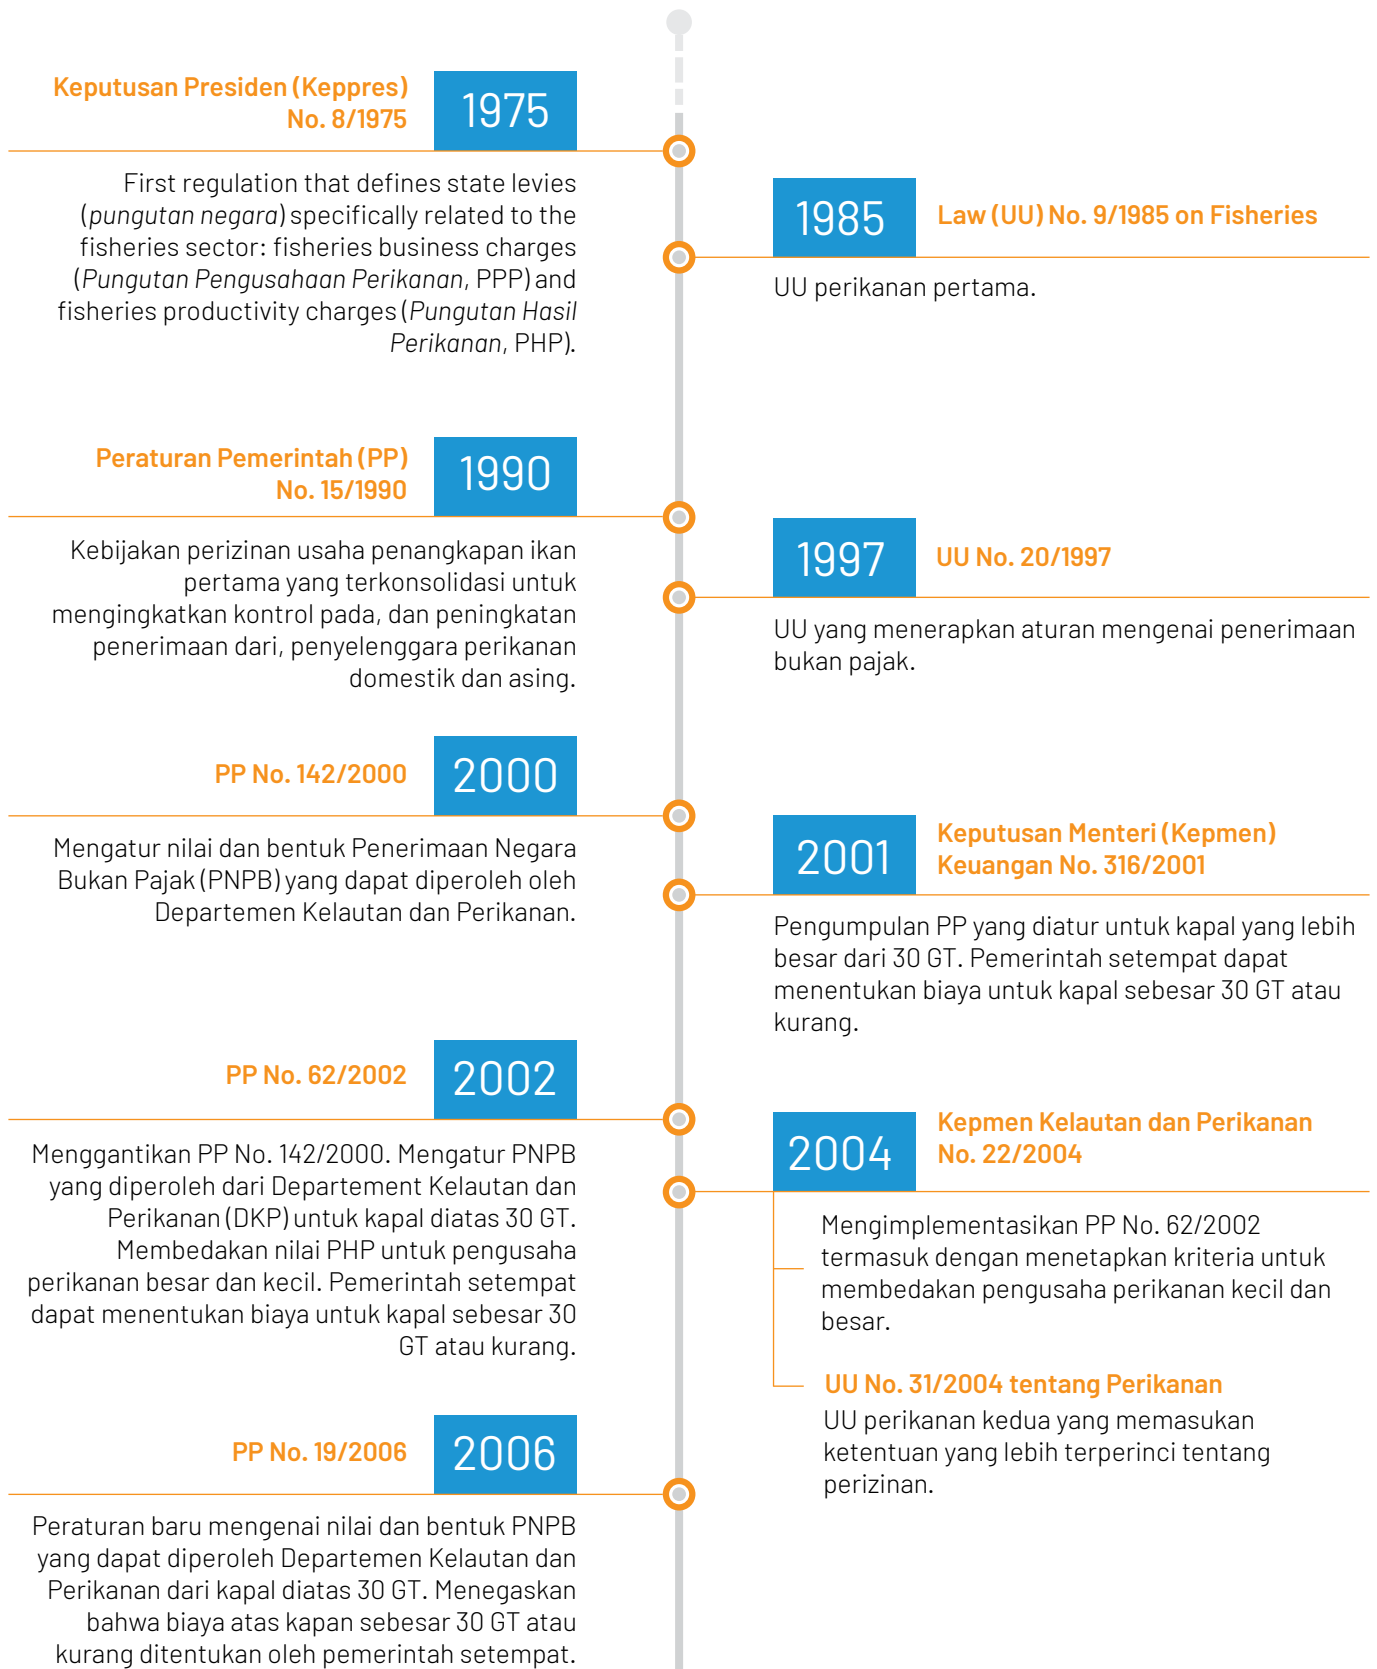 Keputusan Presiden (Keppres)
No. 8/1975
1975
First regulation that defines state levies
(pungutan negara) specifically related to the
fisheries sector: fisheries business charges
(Pungutan Pengusahaan Perikanan, PPP) and
fisheries productivity charges (Pungutan Hasil
Perikanan, PHP).
1985
Law (UU) No. 9/1985 on Fisheries
UU perikanan pertama.
Peraturan Pemerintah (PP)
No. 15/1990
1990
Kebijakan perizinan usaha penangkapan ikan
pertama yang terkonsolidasi untuk
mengingkatkan kontrol pada, dan peningkatan
penerimaan dari, penyelenggara perikanan
domestik dan asing.
1997
UU No. 20/1997
UU yang menerapkan aturan mengenai penerimaan
bukan pajak.
PP No. 142/2000
2000
Mengatur nilai dan bentuk Penerimaan Negara
Bukan Pajak (PNPB) yang dapat diperoleh oleh
Departemen Kelautan dan Perikanan.
2001
Keputusan Menteri (Kepmen)
Keuangan No. 316/2001
Pengumpulan PP yang diatur untuk kapal yang lebih
besar dari 30 GT. Pemerintah setempat dapat
menentukan biaya untuk kapal sebesar 30 GT atau
kurang.
PP No. 62/2002
2002
Menggantikan PP No. 142/2000. Mengatur PNPB
yang diperoleh dari Departement Kelautan dan
Perikanan (DKP) untuk kapal diatas 30 GT.
Membedakan nilai PHP untuk pengusaha
perikanan besar dan kecil. Pemerintah setempat
dapat menentukan biaya untuk kapal sebesar 30
GT atau kurang.
2004
Kepmen Kelautan dan Perikanan
No. 22/2004
Mengimplementasikan PP No. 62/2002
termasuk dengan menetapkan kriteria untuk
membedakan pengusaha perikanan kecil dan
besar.
UU No. 31/2004 tentang Perikanan
UU perikanan kedua yang memasukan
ketentuan yang lebih terperinci tentang
perizinan.
PP No. 19/2006
2006
Peraturan baru mengenai nilai dan bentuk PNPB
yang dapat diperoleh Departemen Kelautan dan
Perikanan dari kapal diatas 30 GT. Menegaskan
bahwa biaya atas kapan sebesar 30 GT atau
kurang ditentukan oleh pemerintah setempat.